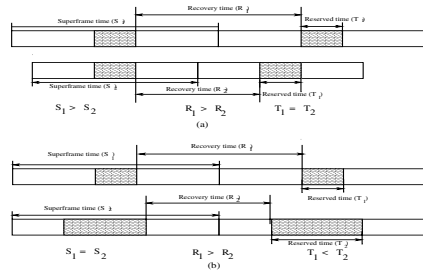 Recovery time (R₁)
Superframe time (S₁) Reserved time (T₁)
Superframe time (S₂) Recovery time (R₂) Reserved time (T₂)
S₁ > S₂ R₁ > R₂ T₁ = T₂
(a)
Superframe time (S₁) Recovery time (R₁)
Reserved time (T₁)
Superframe time (S₂) Recovery time (R₂)
Reserved time (T₂)
S₁ = S₂ R₁ > R₂ T₁ < T₂
(b)